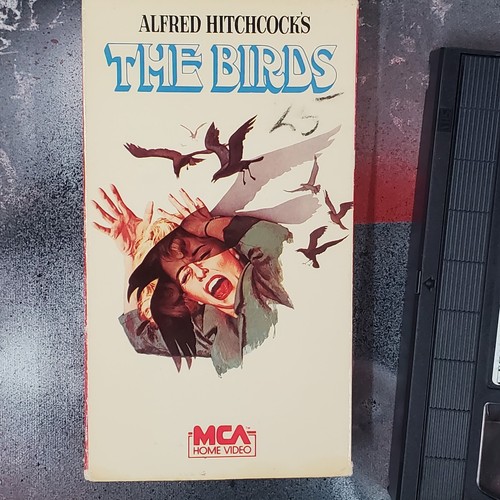 ALFRED HITCHCOCK'S
THE BIRDS
MCA
HOME VIDEO